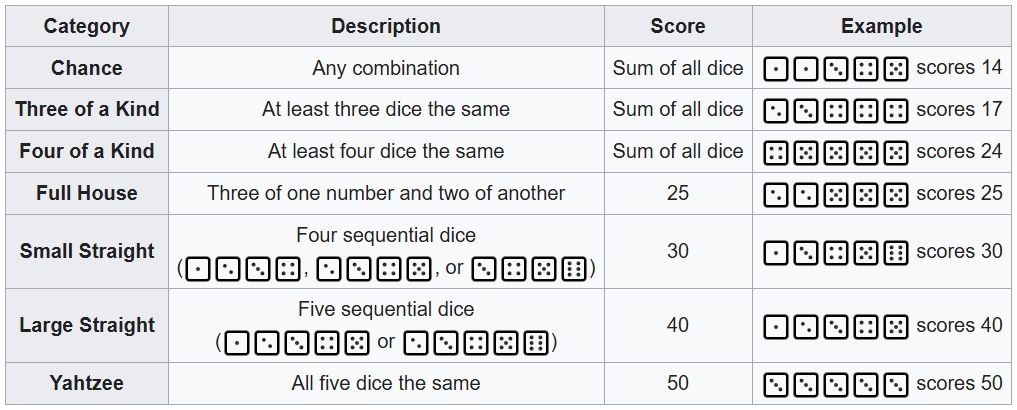 Category Description Score Example
Chance Any combination Sum of all dice scores 14
Three of a Kind At least three dice the same Sum of all dice scores 17
Four of a Kind At least four dice the same Sum of all dice scores 24
Full House Three of one number and two of another 25 scores 25
Small Straight Four sequential dice 30 scores 30
( , , or )
Large Straight Five sequential dice 40 scores 40
( or )
Yahtzee All five dice the same 50 scores 50